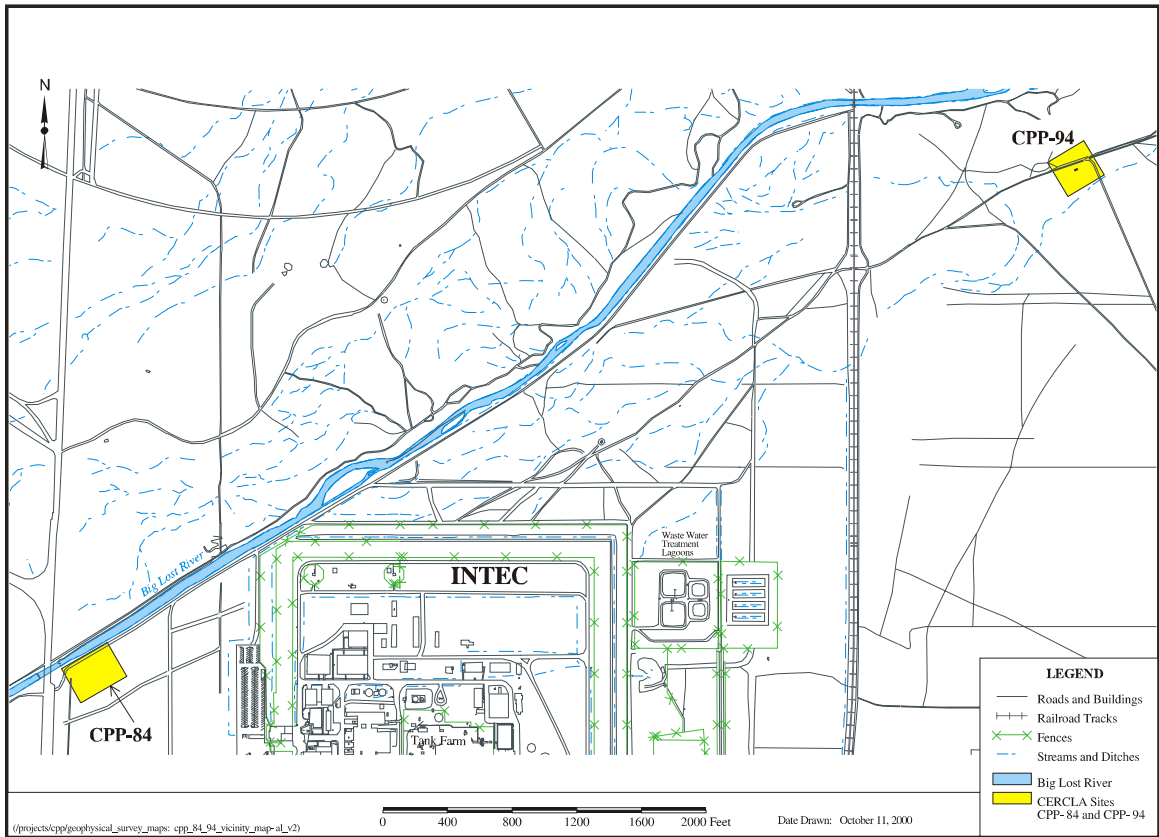 N
CPP-94
Big Lost River
Waste Water
Treatment
Lagoons
INTEC
CPP-84
Tank Farm
LEGEND
Roads and Buildings
Railroad Tracks
Fences
Streams and Ditches
Big Lost River
CERCLA Sites
CPP-84 and CPP-94
0 400 800 1200 1600 2000 Feet
Date Drawn: October 11, 2000
(/projects/cpp/geophysical_survey_maps: cpp_84_94_vicinity_map-al_v2)